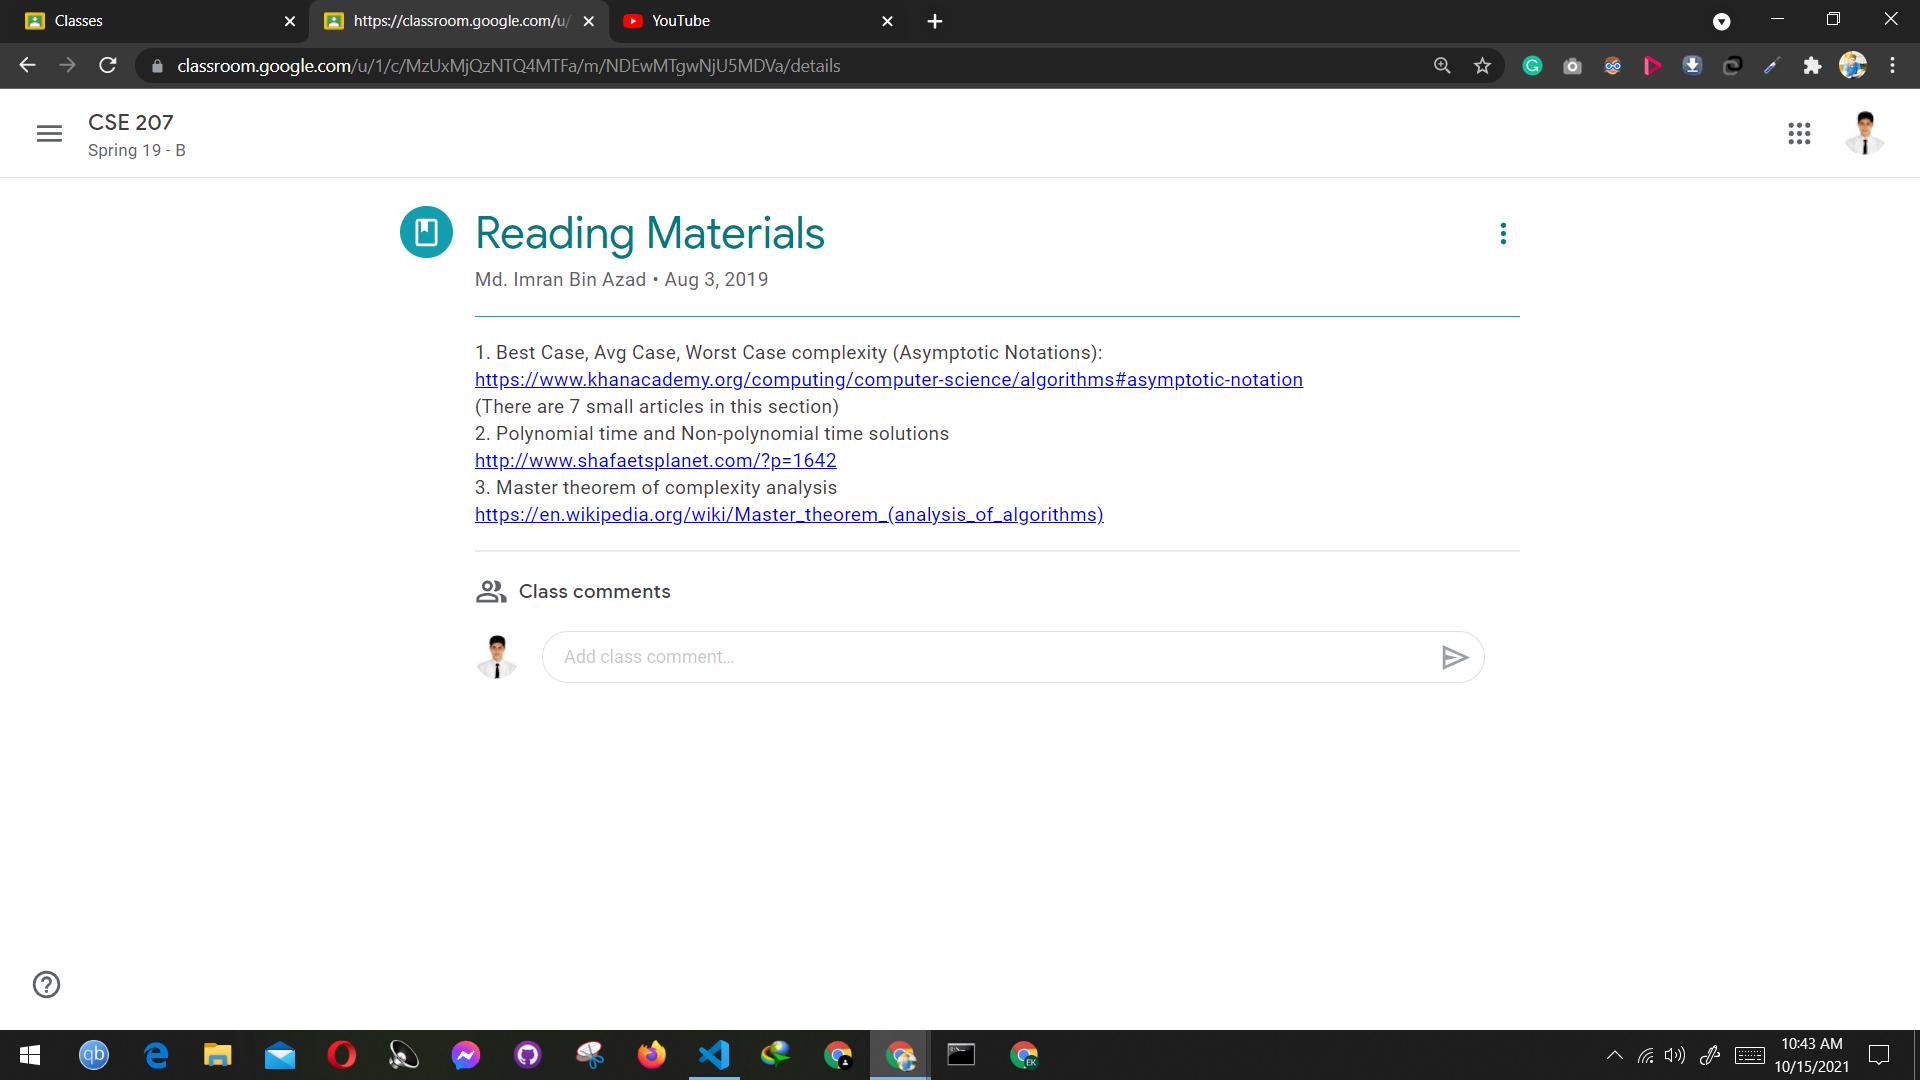 Classes
https://classroom.google.com/u/
YouTube
classroom.google.com/u/1/c/MzUxMjQzNTQ4MTFa/m/NDEwMTgwNjU5MDVa/details
CSE 207
Spring 19 - B
Reading Materials
Md. Imran Bin Azad • Aug 3, 2019
1. Best Case, Avg Case, Worst Case complexity (Asymptotic Notations):
https://www.khanacademy.org/computing/computer-science/algorithms#asymptotic-notation
(There are 7 small articles in this section)
2. Polynomial time and Non-polynomial time solutions
http://www.shafaetsplanet.com/?p=1642
3. Master theorem of complexity analysis
https://en.wikipedia.org/wiki/Master_theorem_(analysis_of_algorithms)
Class comments
Add class comment…
qb
EK
10:43 AM
10/15/2021